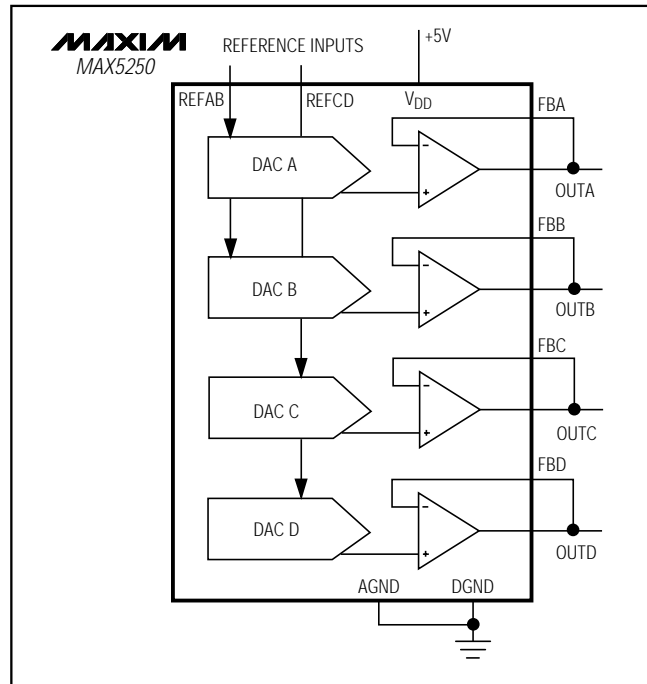 MAXIM
MAX5250
REFERENCE INPUTS
+5V
REFAB
REFCD
VDD
FBA
DAC A
-
+
OUTA
FBB
DAC B
-
+
OUTB
FBC
DAC C
-
+
OUTC
FBD
DAC D
-
+
OUTD
AGND
DGND